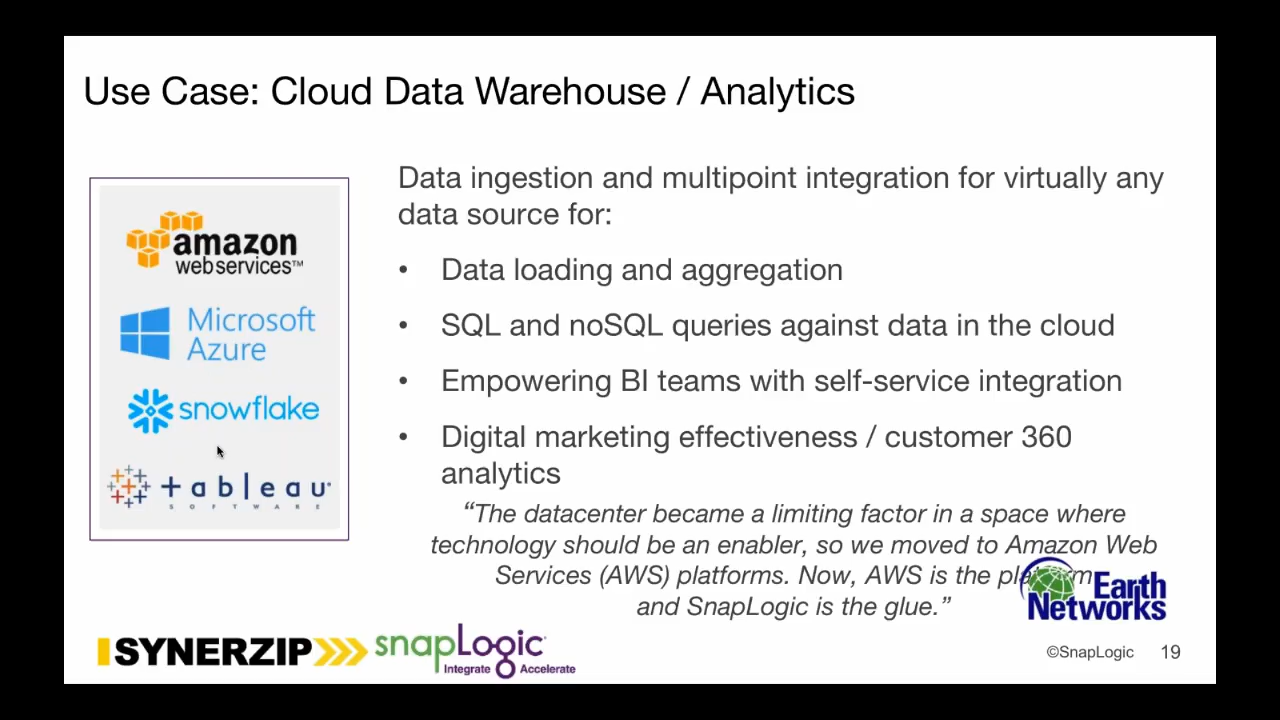 Use Case: Cloud Data Warehouse / Analytics
amazon
webservices™
Microsoft
Azure
snowflake
+ableau
SOFTWARE
Data ingestion and multipoint integration for virtually any
data source for:
• Data loading and aggregation
• SQL and noSQL queries against data in the cloud
• Empowering BI teams with self-service integration
• Digital marketing effectiveness / customer 360
analytics
“The datacenter became a limiting factor in a space where
technology should be an enabler, so we moved to Amazon Web
Services (AWS) platforms. Now, AWS is the platform
and SnapLogic is the glue.”
Earth
Networks
SYNERZIP
snapLogic
Integrate Accelerate
©SnapLogic 19